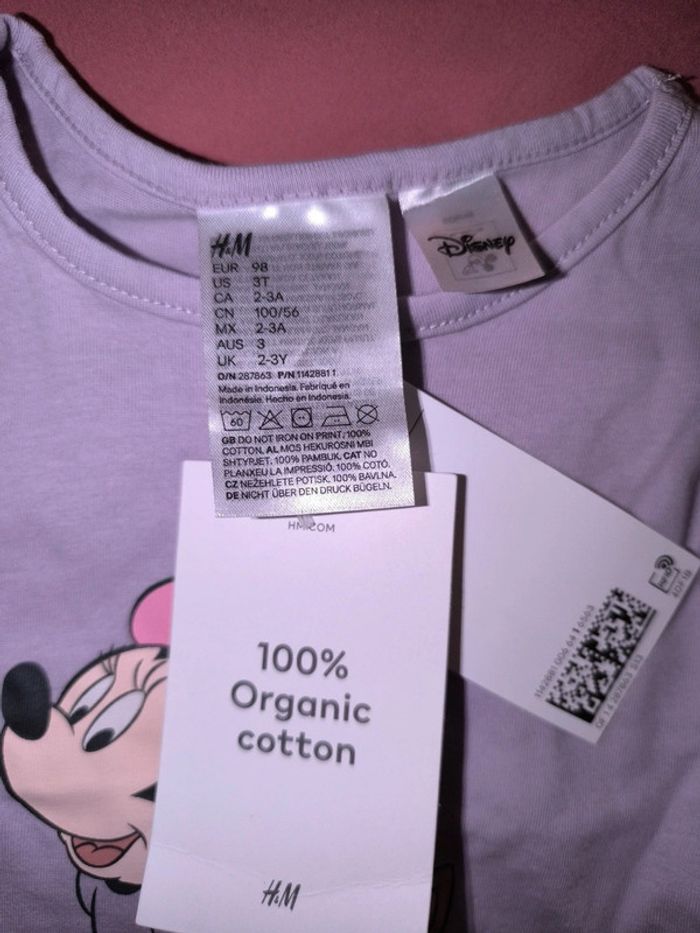 H&M
EUR 98
US 3T
CA 2-3A
CN 100/56
MX 2-3A
AUS 3
UK 2-3Y
O/N 287863 P/N 1142881 1
Made in Indonesia. Fabriqué en
Indonésie. Hecho en Indonesia.
60
GB DO NOT IRON ON PRINT. 100%
COTTON. AL MOS HEKUROSNI MBI
SHTYPJET. 100% PAMBUK. CAT NO
PLANXEU LA IMPRESSIÓ. 100% COTÓ.
CZ NEŽEHLETE POTISK. 100% BAVLNA.
DE NICHT ÜBER DEN DRUCK BÜGELN.
Disney
HM.COM
100%
Organic
cotton
H&M
RFID